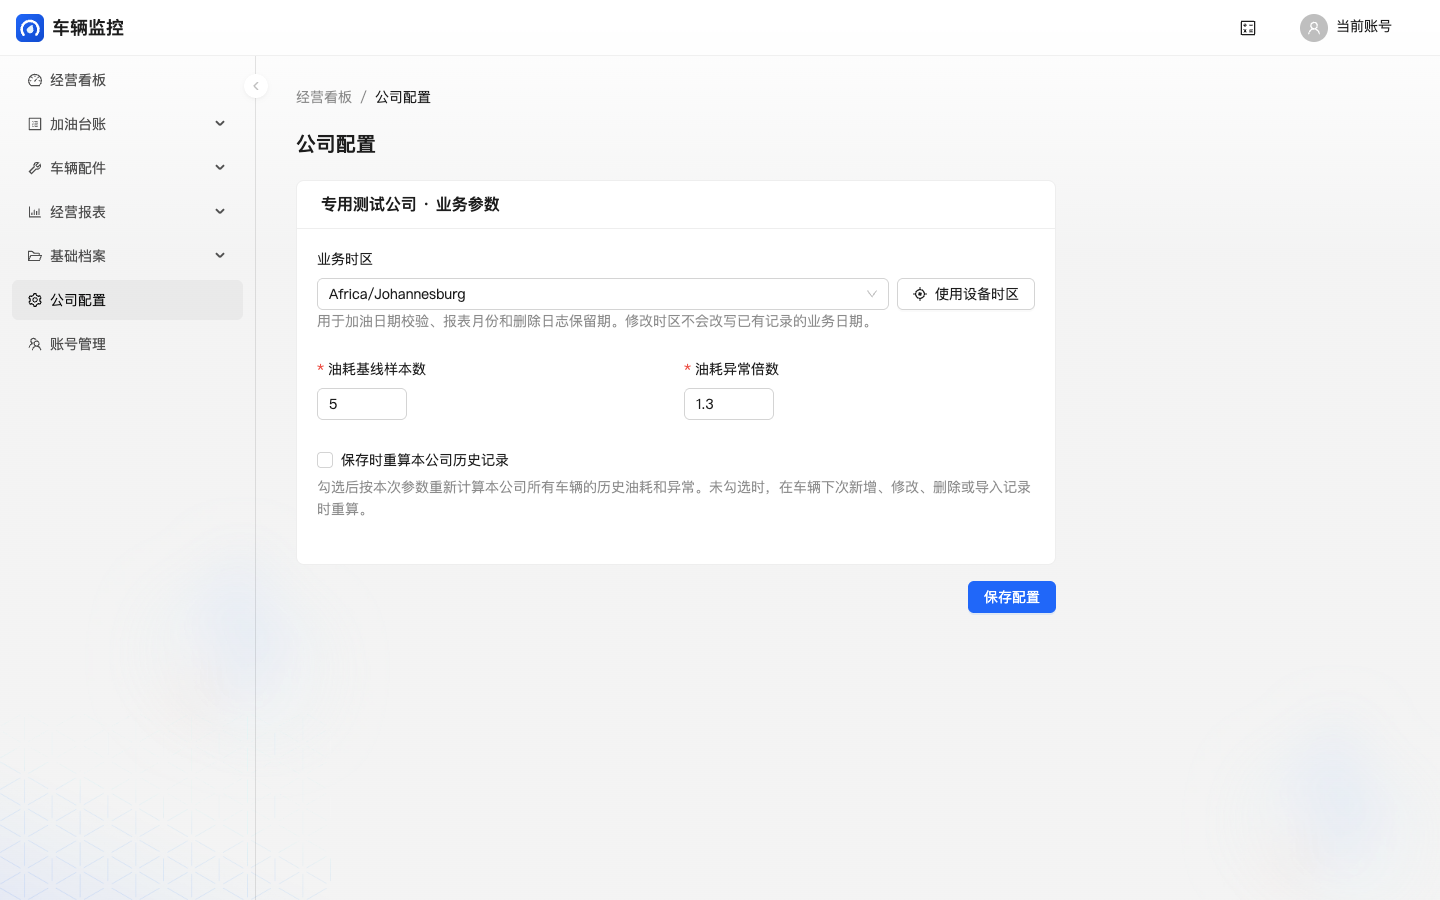 车辆监控
当前账号
经营看板
加油台账
车辆配件
经营报表
基础档案
公司配置
账号管理
经营看板 / 公司配置
公司配置
专用测试公司 · 业务参数
业务时区
Africa/Johannesburg
使用设备时区
用于加油日期校验、报表月份和删除日志保留期。修改时区不会改写已有记录的业务日期。
* 油耗基线样本数
* 油耗异常倍数
5
1.3
保存时重算本公司历史记录
勾选后按本次参数重新计算本公司所有车辆的历史油耗和异常。未勾选时，在车辆下次新增、修改、删除或导入记录
时重算。
保存配置